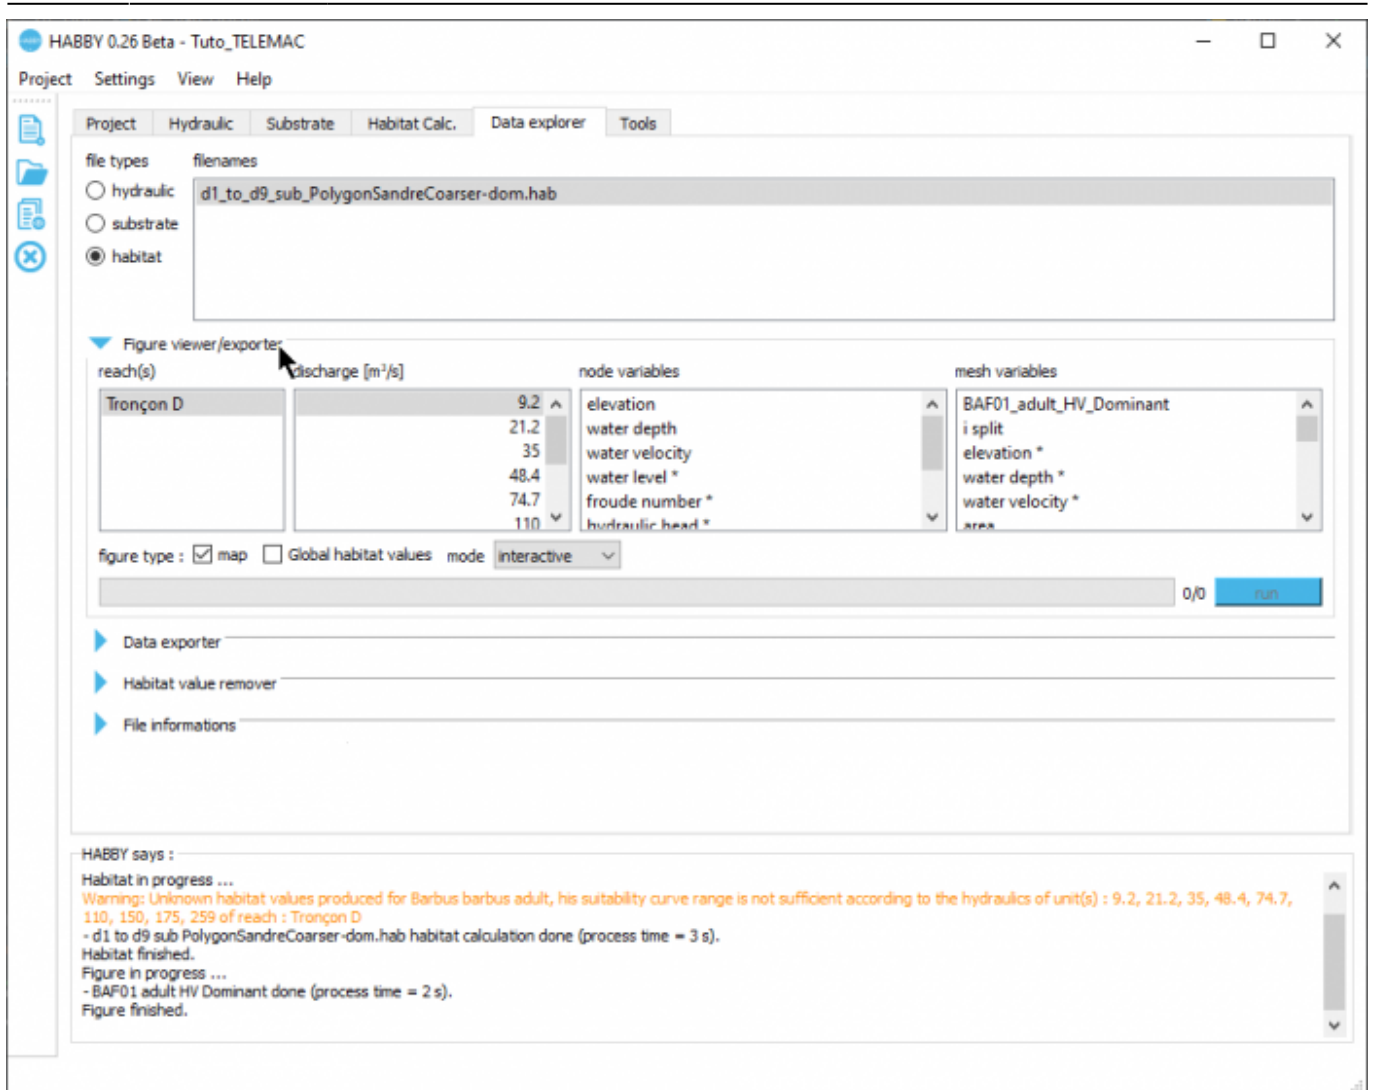 HABBY 0.26 Beta - Tuto_TELEMAC
Project Settings View Help
Project Hydraulic Substrate Habitat Calc. Data explorer Tools
file types filenames
hydraulic
substrate
habitat
d1_to_d9_sub_PolygonSandreCoarser-dom.hab
Figure viewer/exporter
reach(s) discharge [m³/s] node variables mesh variables
Tronçon D
9.2
21.2
35
48.4
74.7
110
elevation
water depth
water velocity
water level *
froude number *
hydraulic head *
BAF01_adult_HV_Dominant
i split
elevation *
water depth *
water velocity *
area
figure type : map Global habitat values mode interactive
0/0 run
Data exporter
Habitat value remover
File informations
HABBY says :
Habitat in progress ...
Warning: Unknown habitat values produced for Barbus barbus adult, his suitability curve range is not sufficient according to the hydraulics of unit(s) : 9.2, 21.2, 35, 48.4, 74.7,
110, 150, 175, 259 of reach : Tronçon D
- d1 to d9 sub PolygonSandreCoarser-dom.hab habitat calculation done (process time = 3 s).
Habitat finished.
Figure in progress ...
- BAF01 adult HV Dominant done (process time = 2 s).
Figure finished.